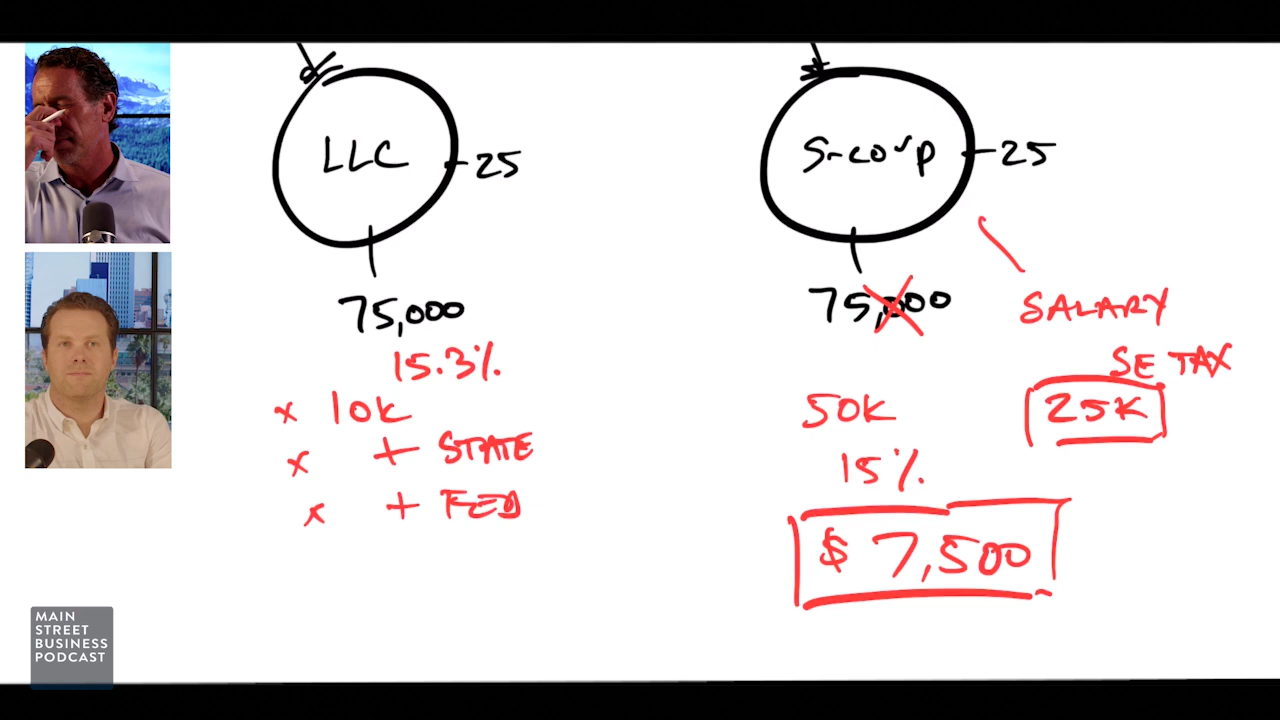 LLC
- 25
75,000
15.3%
x 10K
x + STATE
x + FED
S-corp
- 25
75,000
SALARY
SE TAX
25K
50K
15%
$ 7,500
MAIN
STREET
BUSINESS
PODCAST